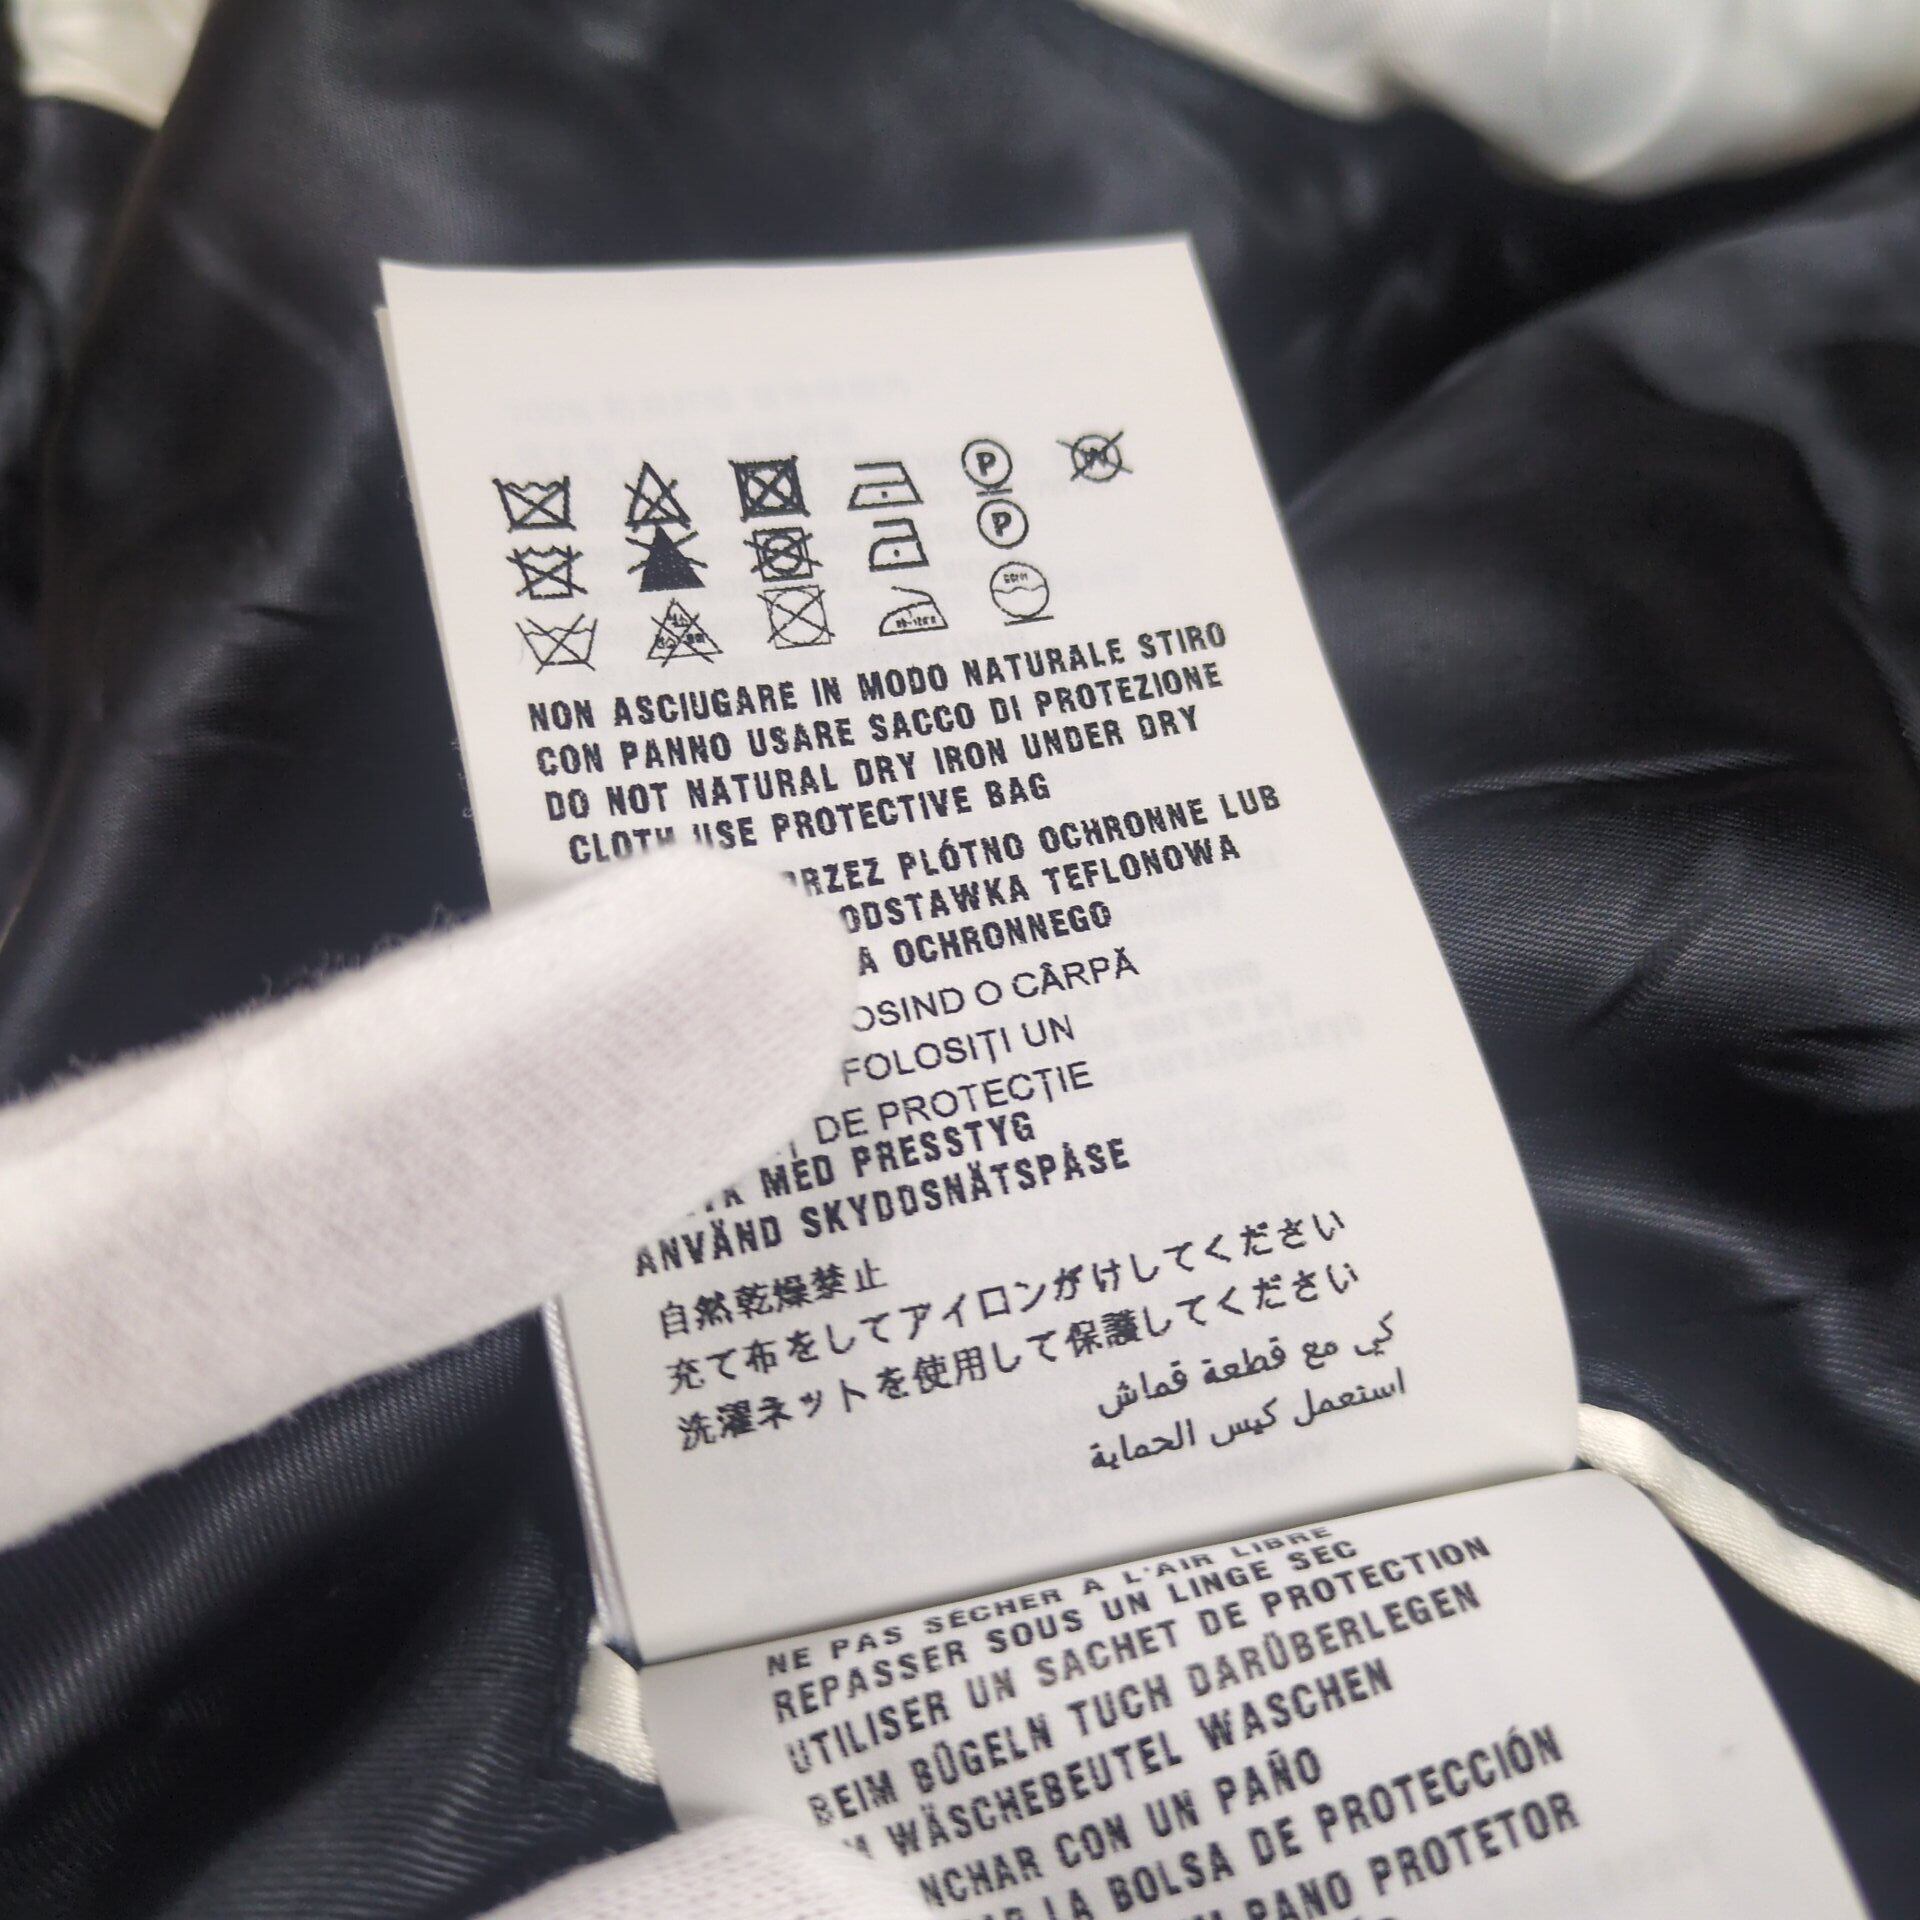 P
P
NON ASCIUGARE IN MODO NATURALE STIRO
CON PANNO USARE SACCO DI PROTEZIONE
DO NOT NATURAL DRY IRON UNDER DRY
CLOTH USE PROTECTIVE BAG
PŁÓTNO OCHRONNE LUB
TEFLONOWA
OCHRONNEGO
O CÂRPĂ
FOLOSIȚI UN
DE PROTECȚIE
MED PRESSTYG
ANVÄND SKYDDSNÄTSPÅSE
自然乾燥禁止
充て布をしてアイロンがけしてください
洗濯ネットを使用して保護してください
كي مع قطعة قماش
استعمل كيس الحماية
NE PAS SÉCHER A L'AIR LIBRE
REPASSER SOUS UN LINGE SEC
UTILISER UN SACHET DE PROTECTION
BEIM BÜGELN TUCH DARÜBERLEGEN
WÄSCHEBEUTEL WASCHEN
CON UN PAÑO
LA BOLSA DE PROTECCIÓN
PANO PROTETOR